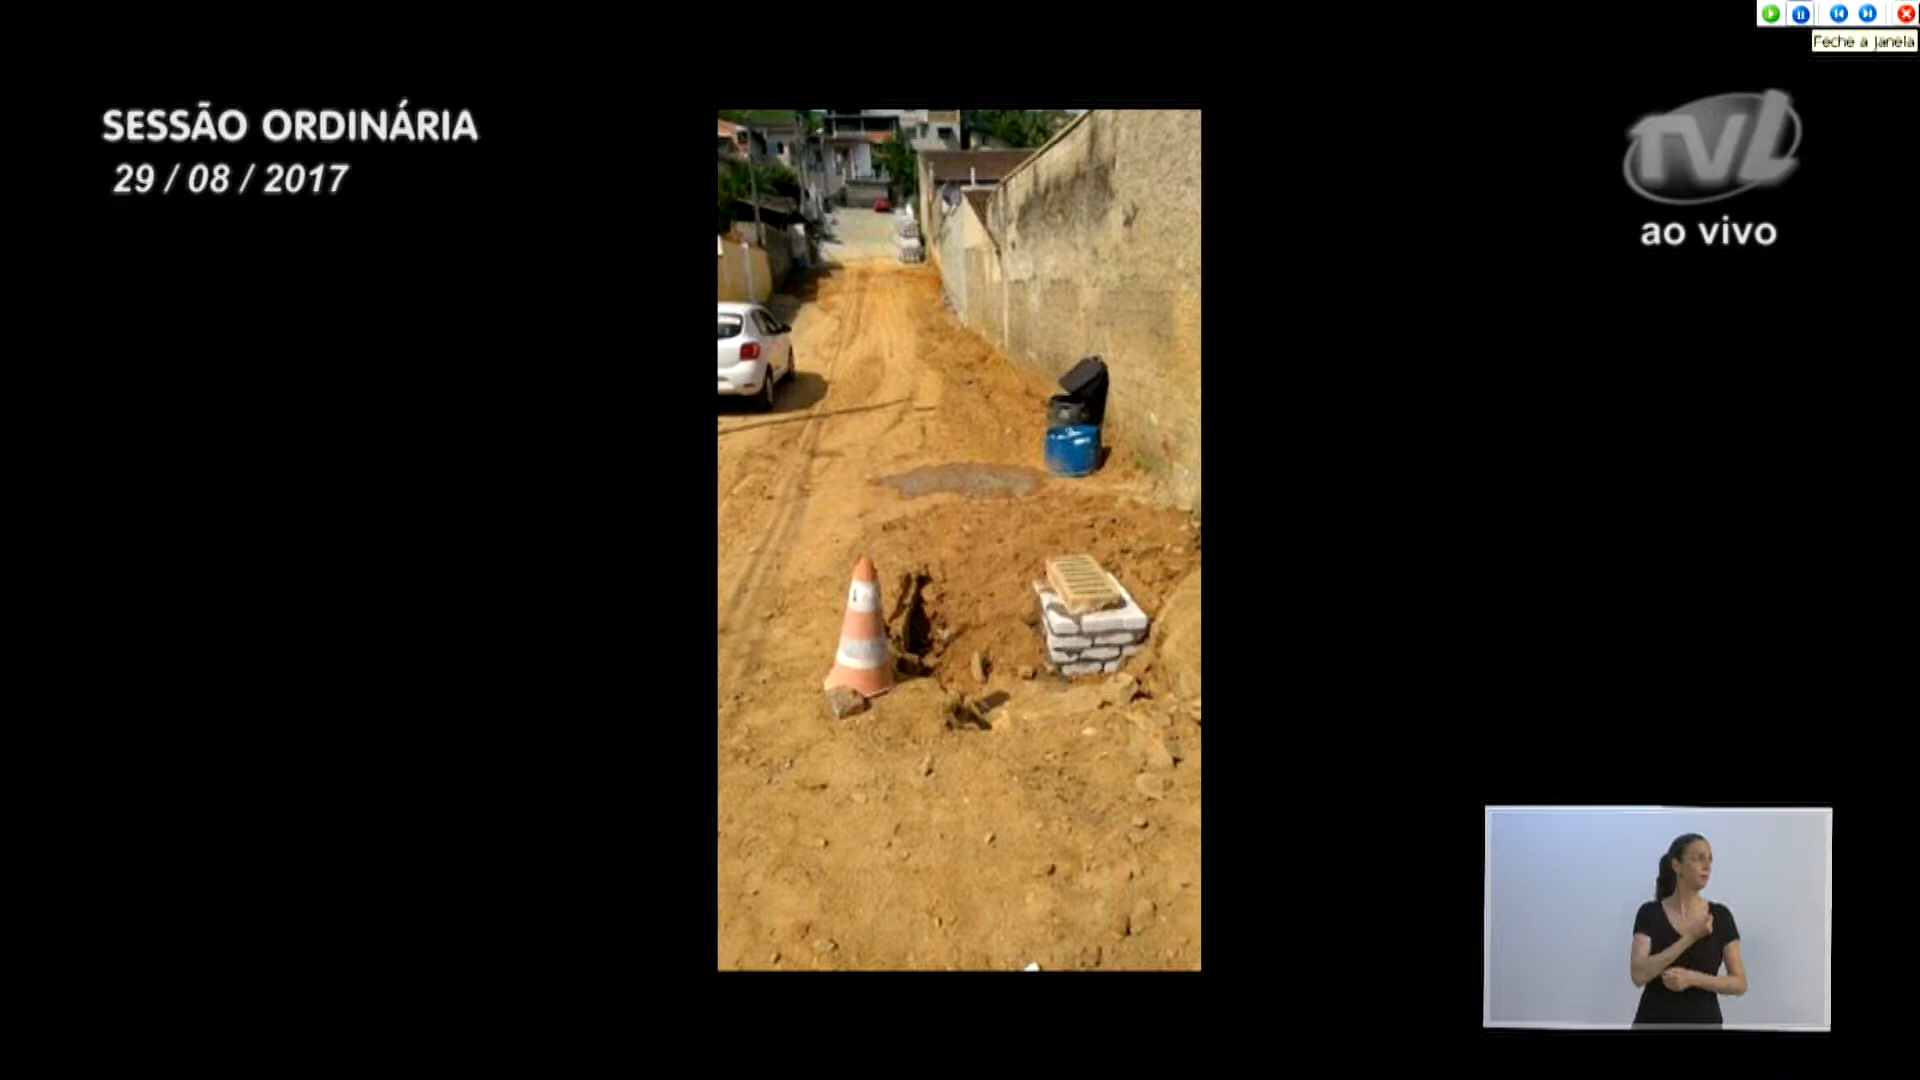 SESSÃO ORDINÁRIA
29 / 08 / 2017
Feche a Janela
TVL
ao vivo